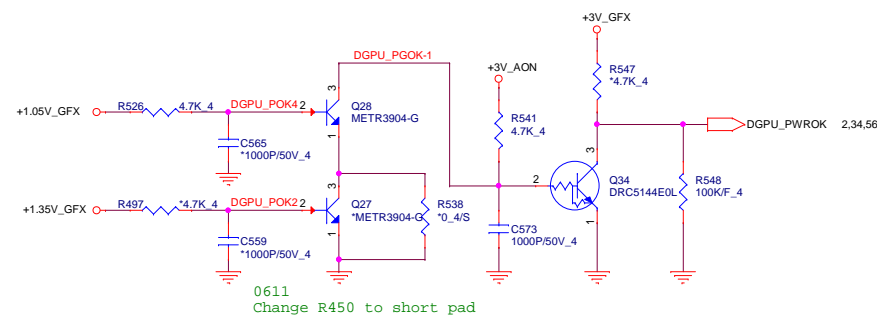 +3V_GFX
DGPU_PGOK-1
+3V_AON
R547
*4.7K_4
3
+1.05V_GFX
R526
4.7K_4
DGPU_POK4
2
Q28
METR3904-G
1
R541
4.7K_4
DGPU_PWROK 2,34,56
C565
*1000P/50V_4
3
2
Q34
DRC5144E0L
1
R548
100K/F_4
3
+1.35V_GFX
R497
*4.7K_4
DGPU_POK2
2
Q27
*METR3904-G
1
R538
*0_4/S
C573
1000P/50V_4
C559
*1000P/50V_4
0611
Change R450 to short pad